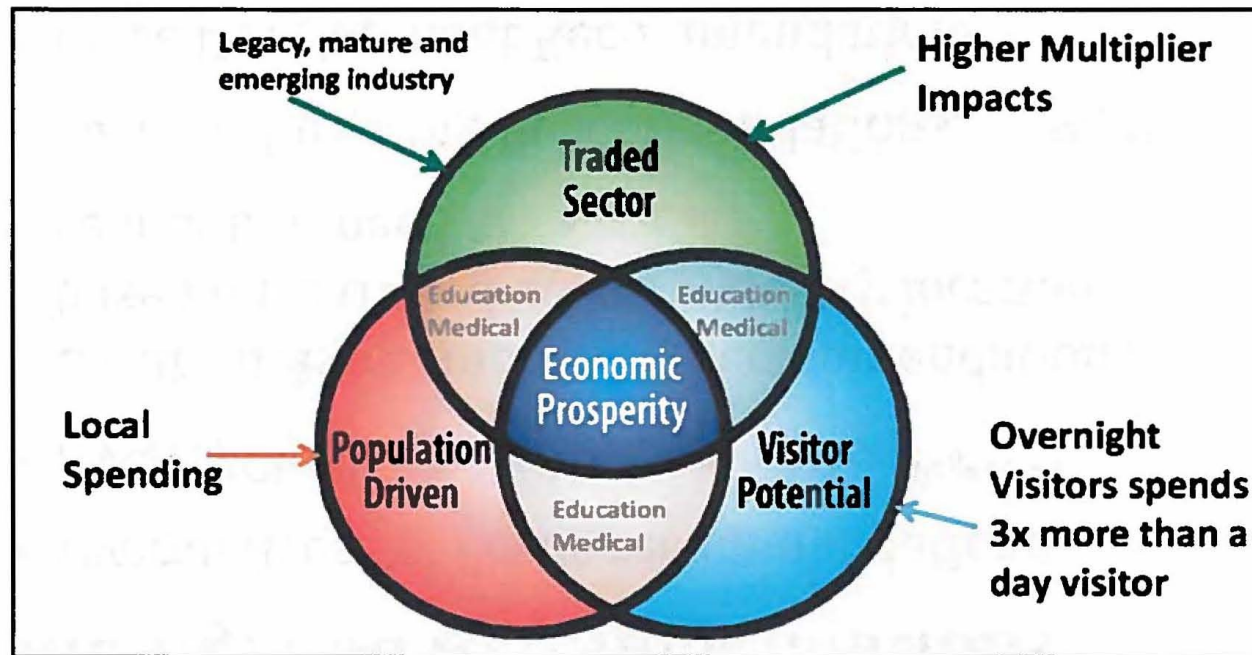 Legacy, mature and
emerging industry
Higher Multiplier
Impacts
Traded
Sector
Education
Medical
Education
Medical
Economic
Prosperity
Local
Spending
Population
Driven
Visitor
Potential
Overnight
Visitors spends
3x more than a
day visitor
Education
Medical